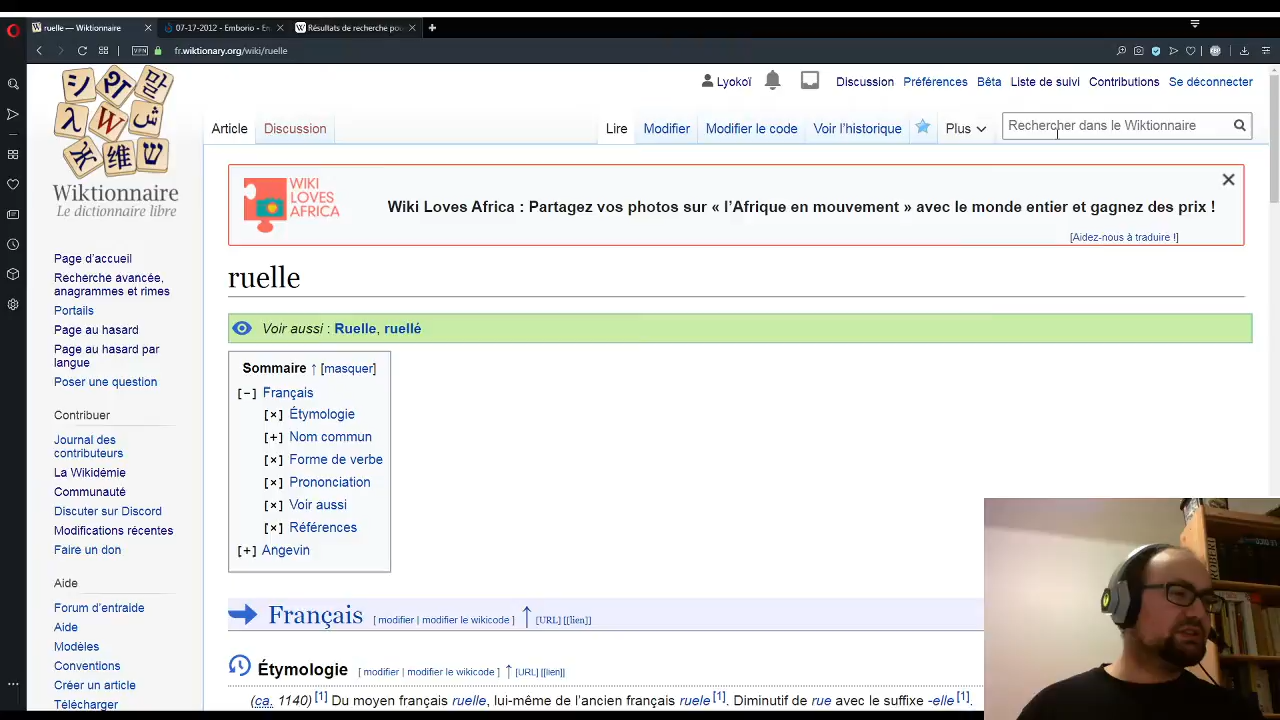 ruelle — Wiktionnaire
07-17-2012 - Emborio - En
Résultats de recherche pou
VPN
fr.wiktionary.org/wiki/ruelle
Lyokoï
Discussion
Préférences
Bêta
Liste de suivi
Contributions
Se déconnecter
Article
Discussion
Lire
Modifier
Modifier le code
Voir l’historique
Plus
Rechercher dans le Wiktionnaire
Wiktionnaire
Le dictionnaire libre
WIKI
LOVES
AFRICA
Wiki Loves Africa : Partagez vos photos sur « l’Afrique en mouvement » avec le monde entier et gagnez des prix !
[Aidez-nous à traduire !]
Page d’accueil
Recherche avancée,
anagrammes et rimes
Portails
Page au hasard
Page au hasard par
langue
Poser une question
Contribuer
Journal des
contributeurs
La Wikidémie
Communauté
Discuter sur Discord
Modifications récentes
Faire un don
Aide
Forum d’entraide
Aide
Modèles
Conventions
Créer un article
Télécharger
ruelle
Voir aussi : Ruelle, ruellé
Sommaire ↑ [masquer]
[−] Français
[×] Étymologie
[+] Nom commun
[×] Forme de verbe
[×] Prononciation
[×] Voir aussi
[×] Références
[+] Angevin
Français [ modifier | modifier le wikicode ] ↑ [URL] [[lien]]
Étymologie [ modifier | modifier le wikicode ] ↑ [URL] [[lien]]
(ca. 1140)[1] Du moyen français ruelle, lui-même de l’ancien français ruele[1]. Diminutif de rue avec le suffixe -elle[1].